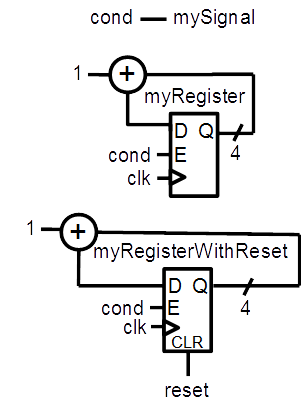 cond mySignal
1 +
myRegister
D Q
cond E 4
clk
1 +
myRegisterWithReset
D Q
cond E 4
clk
CLR
reset